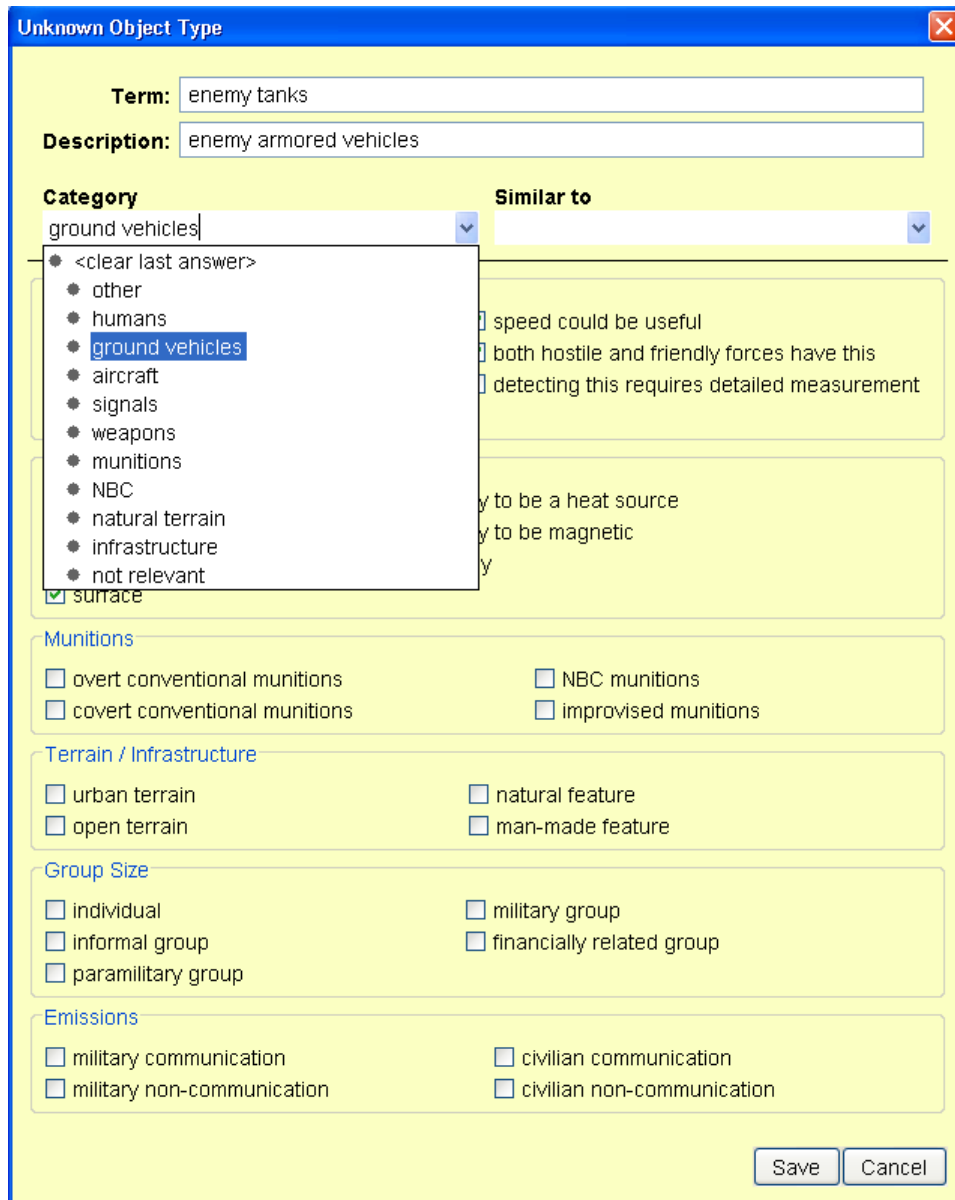 Unknown Object Type
Term: enemy tanks
Description: enemy armored vehicles
Category Similar to
ground vehicles
<clear last answer>
other
humans
ground vehicles
aircraft
signals
weapons
munitions
NBC
natural terrain
infrastructure
not relevant
speed could be useful
both hostile and friendly forces have this
detecting this requires detailed measurement
y to be a heat source
y to be magnetic
y
surface
Munitions
overt conventional munitions NBC munitions
covert conventional munitions improvised munitions
Terrain / Infrastructure
urban terrain natural feature
open terrain man-made feature
Group Size
individual military group
informal group financially related group
paramilitary group
Emissions
military communication civilian communication
military non-communication civilian non-communication
Save Cancel